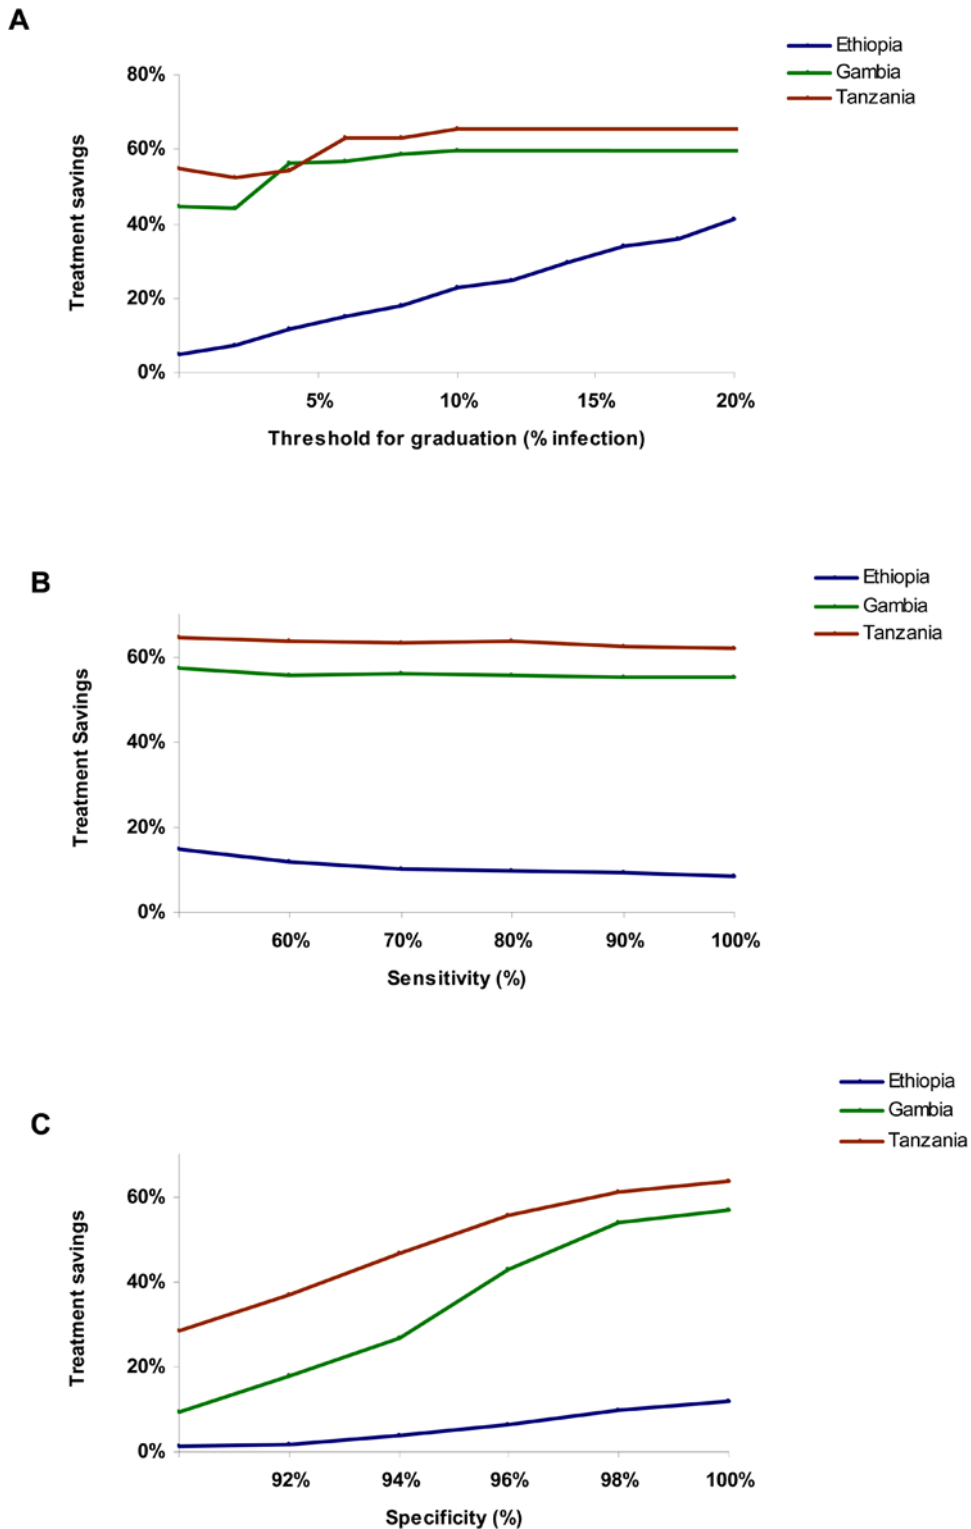 A
Ethiopia
Gambia
Tanzania
80%
60%
40%
20%
0%
Treatment savings
5%
10%
15%
20%
Threshold for graduation (% infection)
B
Ethiopia
Gambia
Tanzania
60%
40%
20%
0%
Treatment Savings
60%
70%
80%
90%
100%
Sensitivity (%)
C
Ethiopia
Gambia
Tanzania
60%
40%
20%
0%
Treatment savings
92%
94%
96%
98%
100%
Specificity (%)